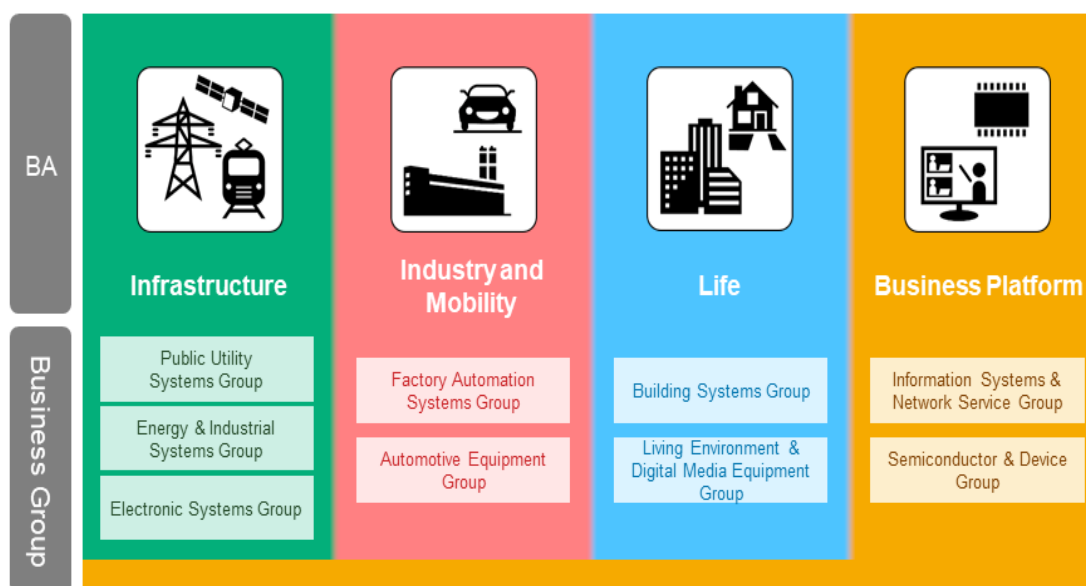 BA
Infrastructure
Industry and
Mobility
Life
Business Platform
Business Group
Public Utility
Systems Group
Energy & Industrial
Systems Group
Electronic Systems Group
Factory Automation
Systems Group
Automotive Equipment
Group
Building Systems Group
Living Environment &
Digital Media Equipment
Group
Information Systems &
Network Service Group
Semiconductor & Device
Group